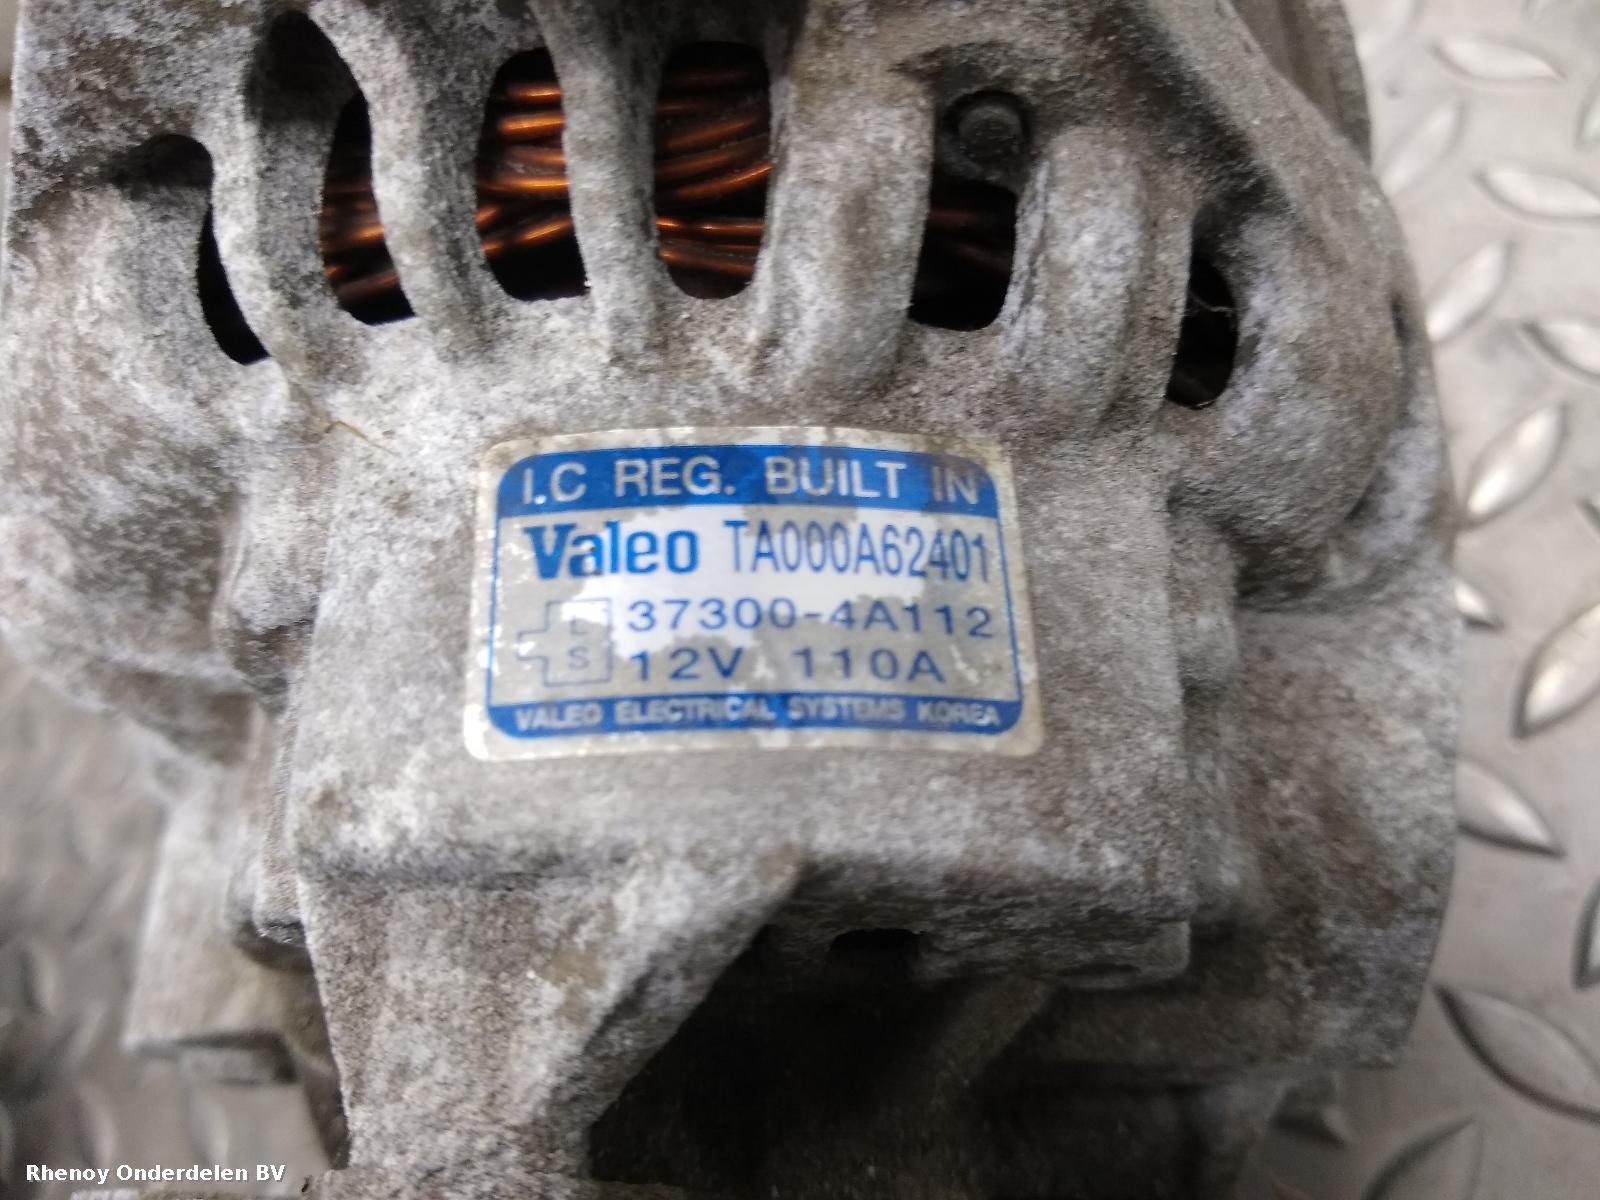 I.C REG. BUILT IN
Valeo TA000A62401
L 37300-4A112
S 12V 110A
VALEO ELECTRICAL SYSTEMS KOREA
Rhenoy Onderdelen BV